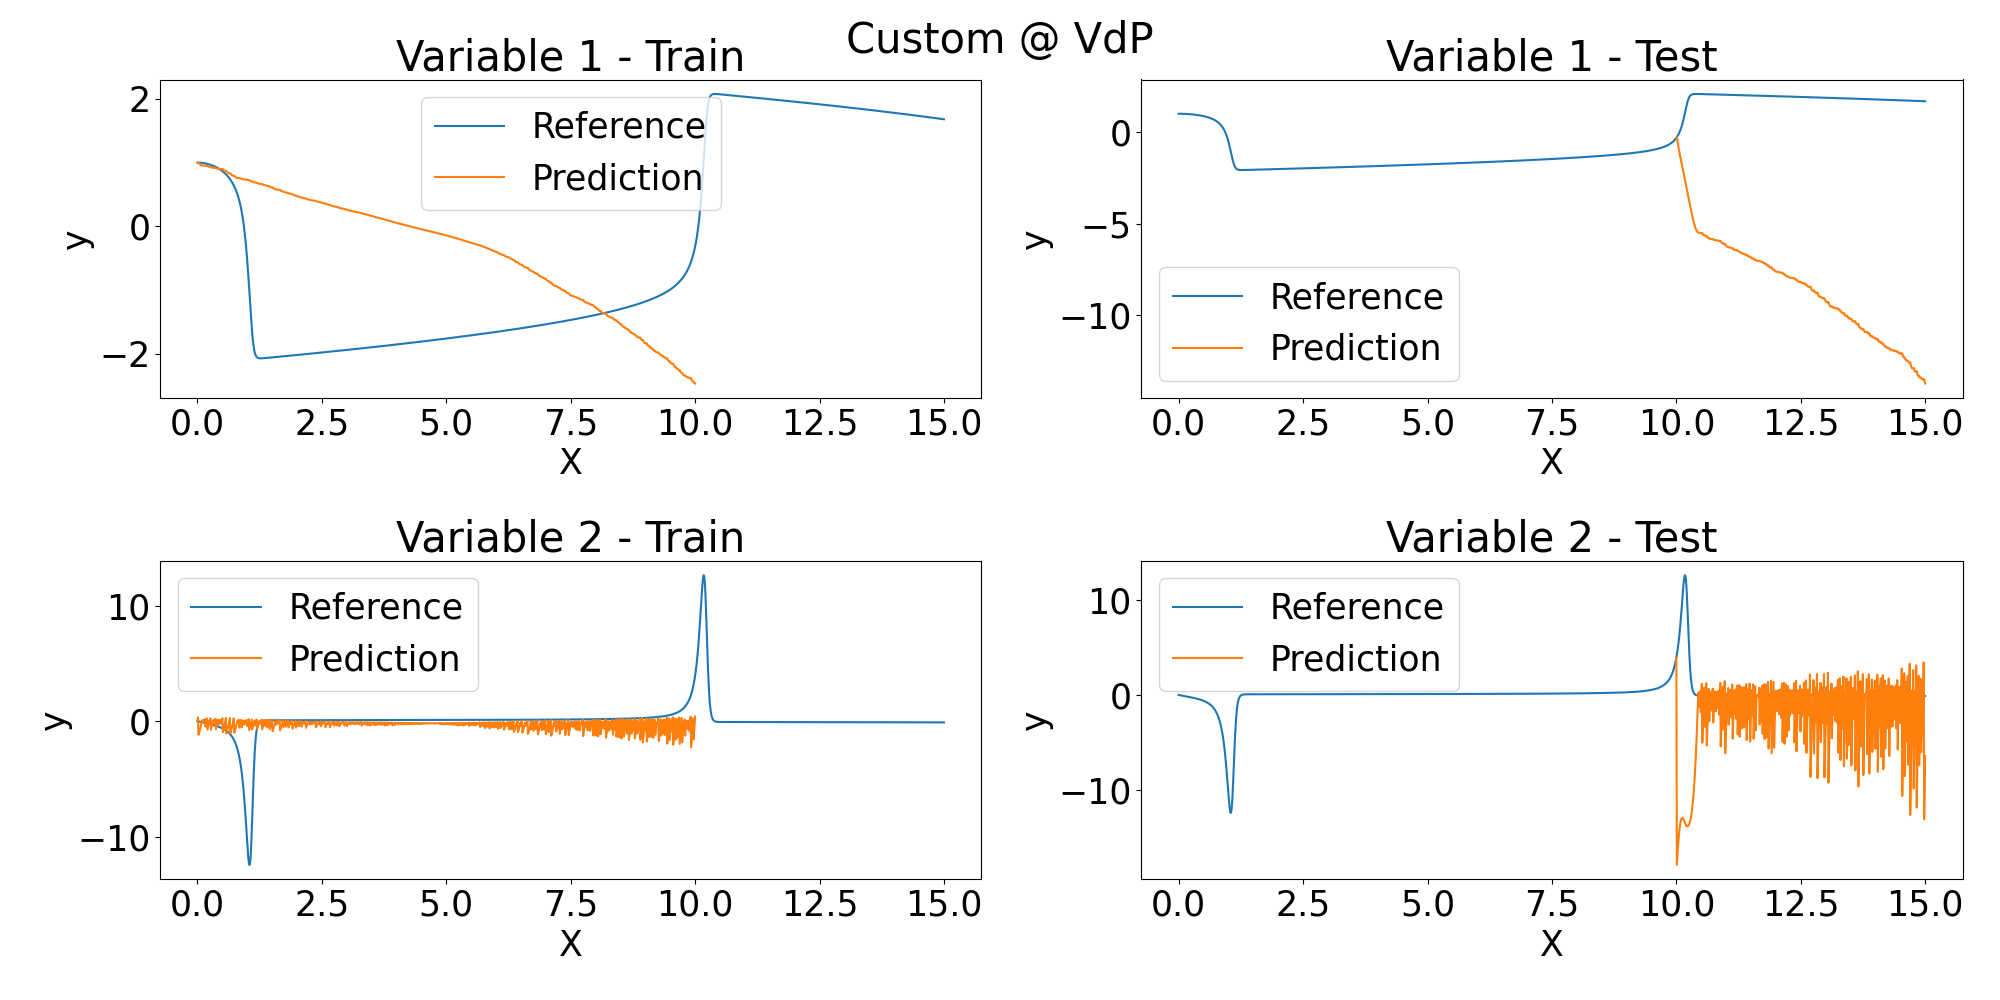 Custom @ VdP
Variable 1 - Train
2
0
−2
y
Reference
Prediction
0.0 2.5 5.0 7.5 10.0 12.5 15.0
X
Variable 1 - Test
0
−5
−10
y
Reference
Prediction
0.0 2.5 5.0 7.5 10.0 12.5 15.0
X
Variable 2 - Train
10
0
−10
y
Reference
Prediction
0.0 2.5 5.0 7.5 10.0 12.5 15.0
X
Variable 2 - Test
10
0
−10
y
Reference
Prediction
0.0 2.5 5.0 7.5 10.0 12.5 15.0
X